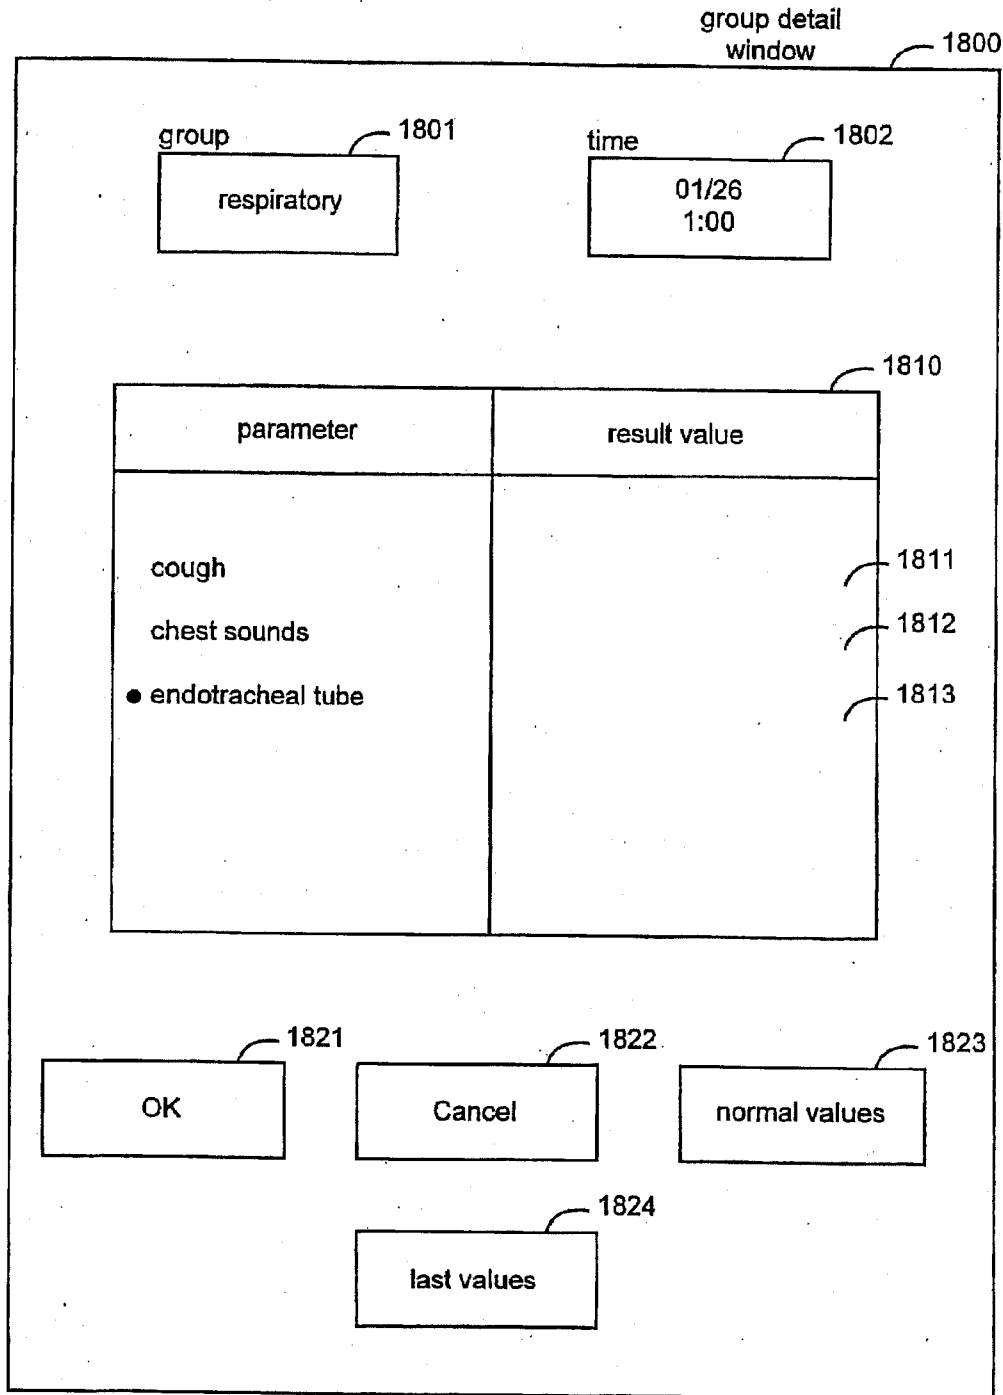 group detail
window
1800
group
1801
time
1802
respiratory
01/26
1:00
1810
parameter
result value
cough
1811
chest sounds
1812
● endotracheal tube
1813
1821
1822
1823
OK
Cancel
normal values
1824
last values